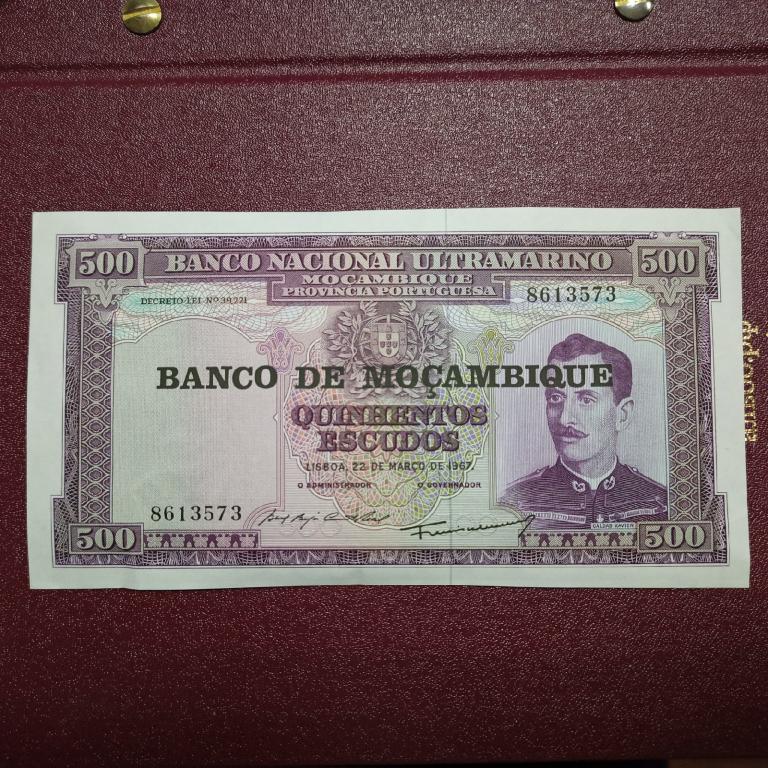 500 BANCO NACIONAL ULTRAMARINO 500
MOÇAMBIQUE
PROVINCIA PORTUGUESA
DECRETO-LEI Nº 39.221
8613573
BANCO DE MOÇAMBIQUE
QUINHENTOS
ESCUDOS
LISBOA, 22 DE MARÇO DE 1967.
O ADMINISTRADOR O GOVERNADOR
8613573
CALDAS XAVIER
500 500